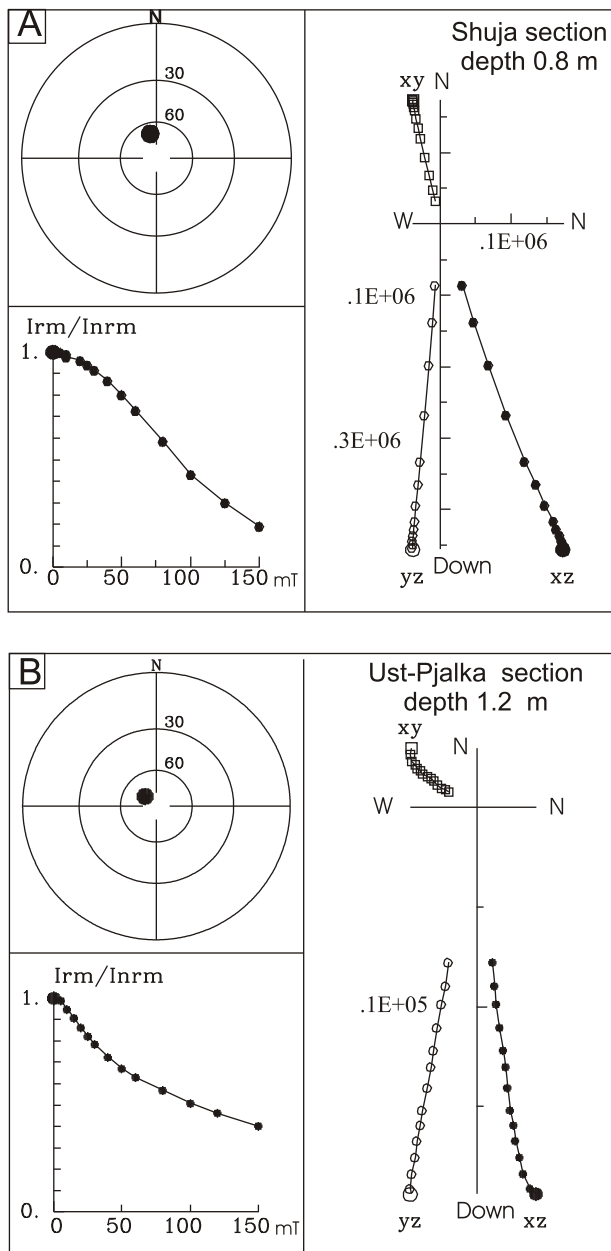 A
N
30
60
Irm/Inrm
1.
0.
0 50 100 150 mT
Shuja section
depth 0.8 m
xy N
W N
.1E+06
.1E+06
.3E+06
Down
yz xz
B
N
30
60
Irm/Inrm
1.
0.
0 50 100 150 mT
Ust-Pjalka section
depth 1.2 m
xy N
W N
.1E+05
Down
yz xz